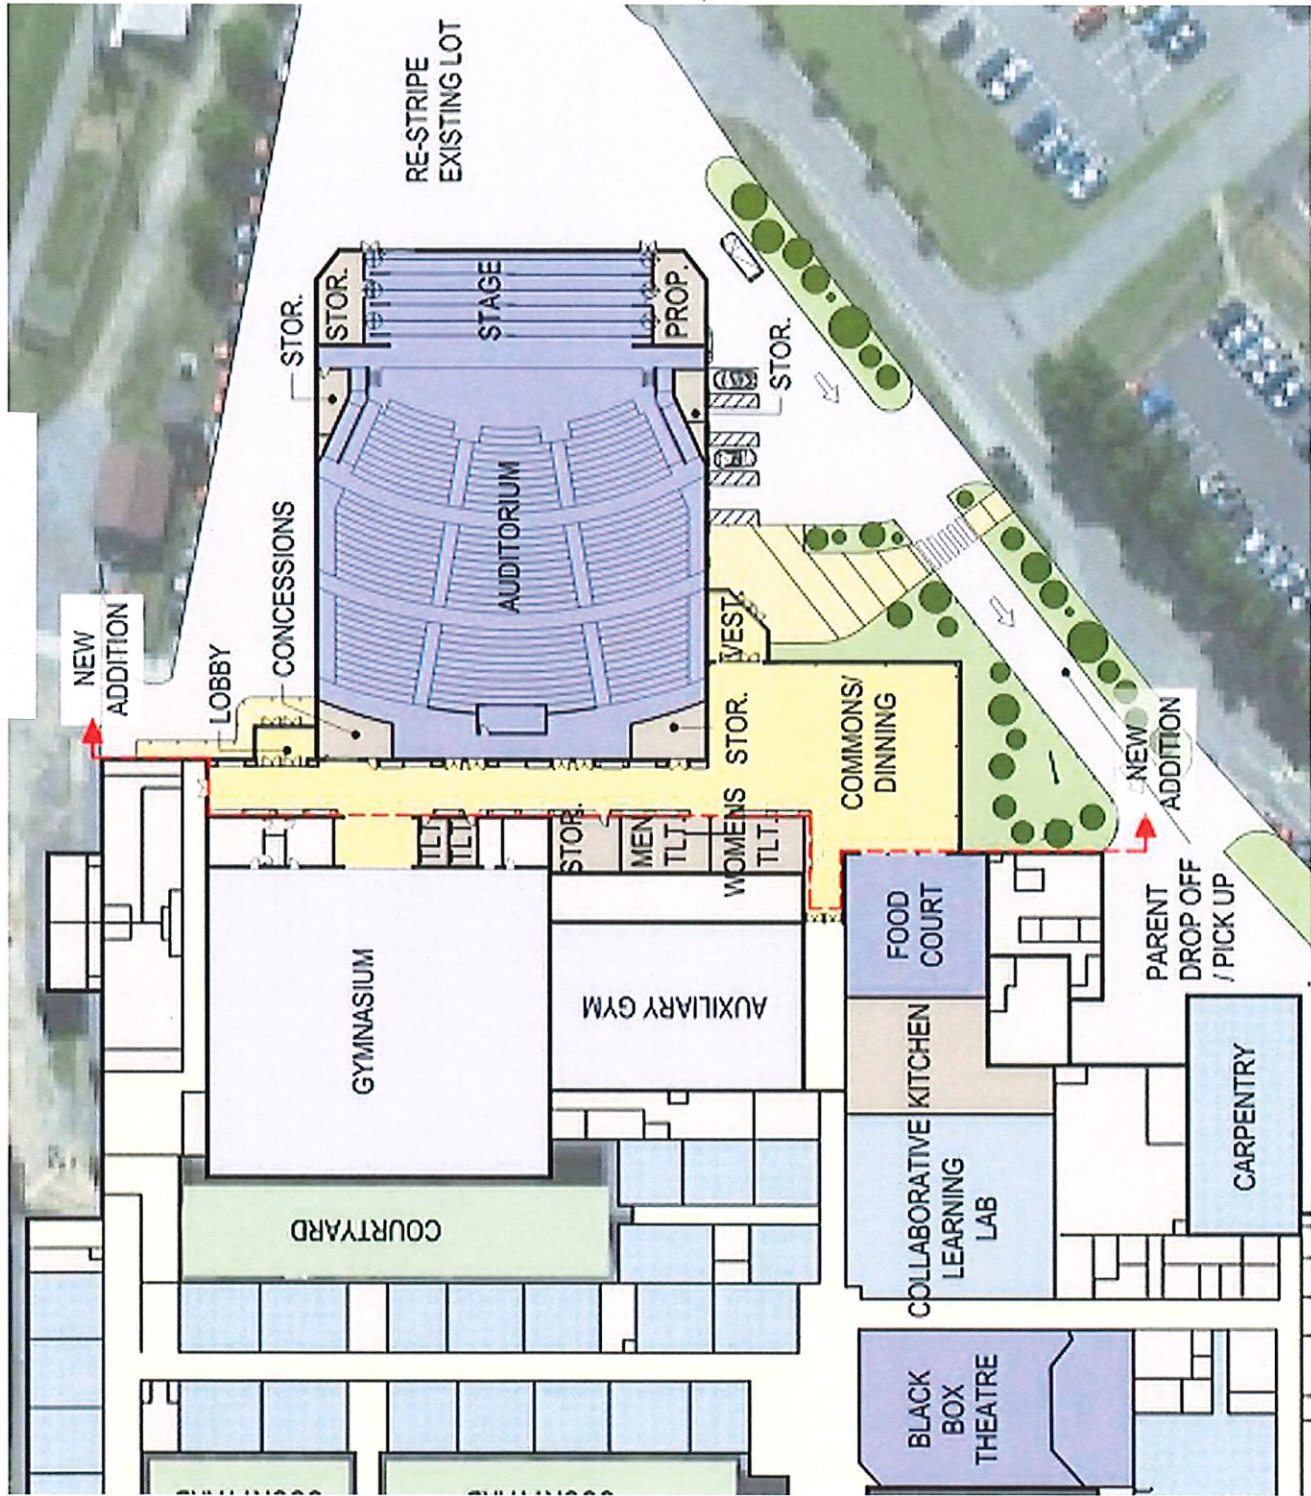 RE-STRIPE
EXISTING LOT
STOR.
STOR.
STAGE
PROP.
STOR.
AUDITORIUM
CONCESSIONS
LOBBY
NEW
ADDITION
VEST.
STOR.
COMMONS/
DINNING
NEW
ADDITION
TLT.
TLT.
STOR.
MEN
TLT.
WOMENS
TLT.
PARENT
DROP OFF
/ PICK UP
FOOD
COURT
GYMNASIUM
AUXILIARY GYM
KITCHEN
CARPENTRY
COLLABORATIVE
LEARNING
LAB
COURTYARD
BLACK
BOX
THEATRE